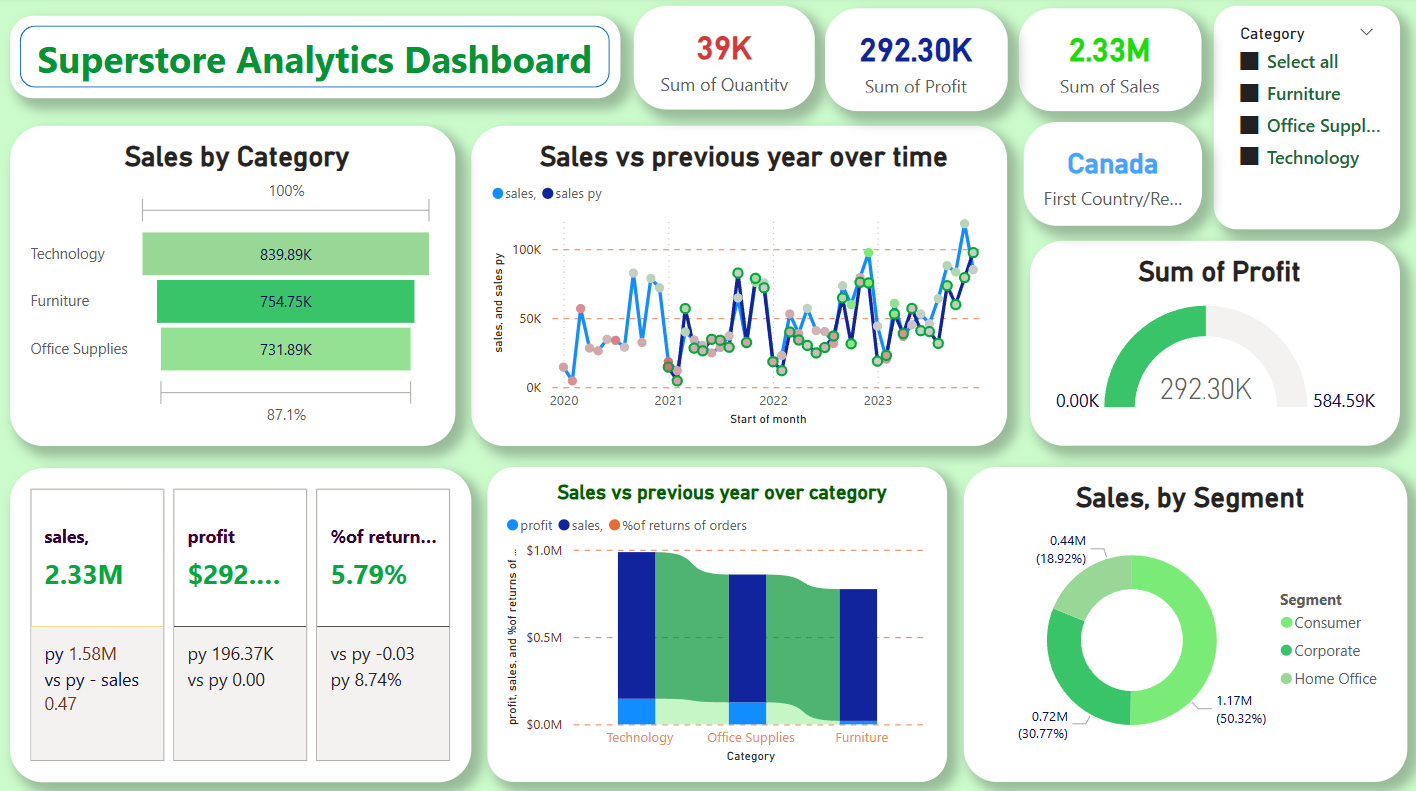 Superstore Analytics Dashboard
39K
Sum of Quantity
292.30K
Sum of Profit
2.33M
Sum of Sales
Category
Select all
Furniture
Office Suppl...
Technology
Canada
First Country/Re...
Sales by Category
100%
Technology
839.89K
Furniture
754.75K
Office Supplies
731.89K
87.1%
Sales vs previous year over time
sales, sales py
sales, and sales py
100K
50K
0K
2020 2021 2022 2023
Start of month
Sum of Profit
292.30K
0.00K
584.59K
sales,
2.33M
py 1.58M
vs py - sales
0.47
profit
$292....
py 196.37K
vs py 0.00
%of return...
5.79%
vs py -0.03
py 8.74%
Sales vs previous year over category
profit sales, %of returns of orders
profit, sales, and %of returns of ...
$1.0M
$0.5M
$0.0M
Technology Office Supplies Furniture
Category
Sales, by Segment
0.44M
(18.92%)
0.72M
(30.77%)
1.17M
(50.32%)
Segment
Consumer
Corporate
Home Office